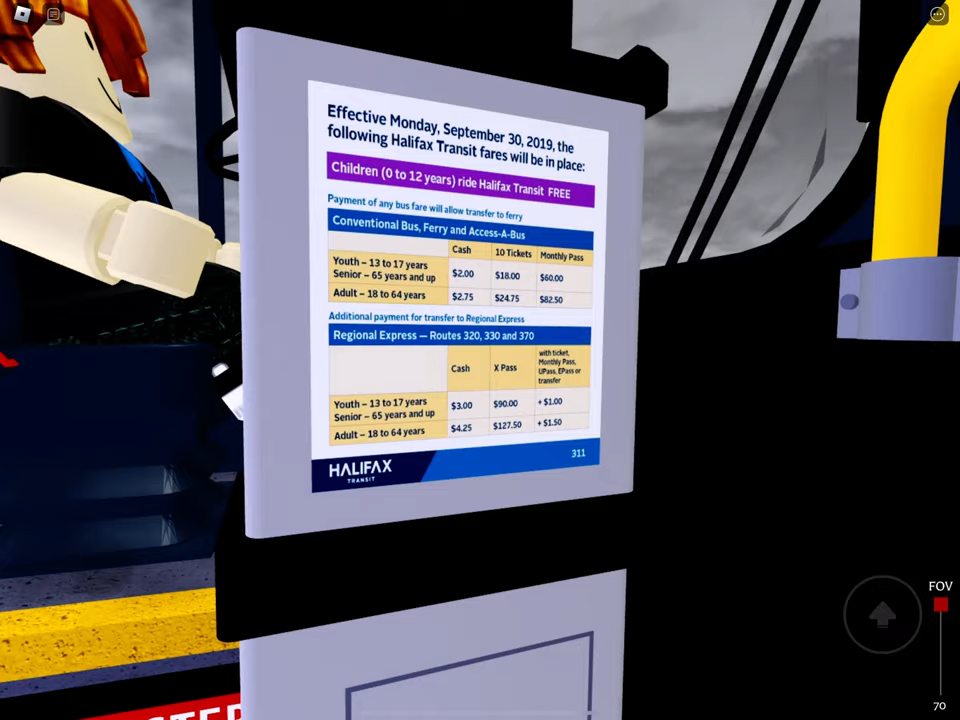 Effective Monday, September 30, 2019, the
following Halifax Transit fares will be in place:
Children (0 to 12 years) ride Halifax Transit FREE
Payment of any bus fare will allow transfer to ferry
Conventional Bus, Ferry and Access-A-Bus
Cash 10 Tickets Monthly Pass
Youth – 13 to 17 years
Senior – 65 years and up $2.00 $18.00 $60.00
Adult – 18 to 64 years $2.75 $24.75 $82.50
Additional payment for transfer to Regional Express
Regional Express — Routes 320, 330 and 370
Cash X Pass with ticket,
Monthly Pass,
UPass, EPass or
transfer
Youth – 13 to 17 years
Senior – 65 years and up $3.00 $90.00 + $1.00
Adult – 18 to 64 years $4.25 $127.50 + $1.50
HALIFAX
TRANSIT
311
FOV
70